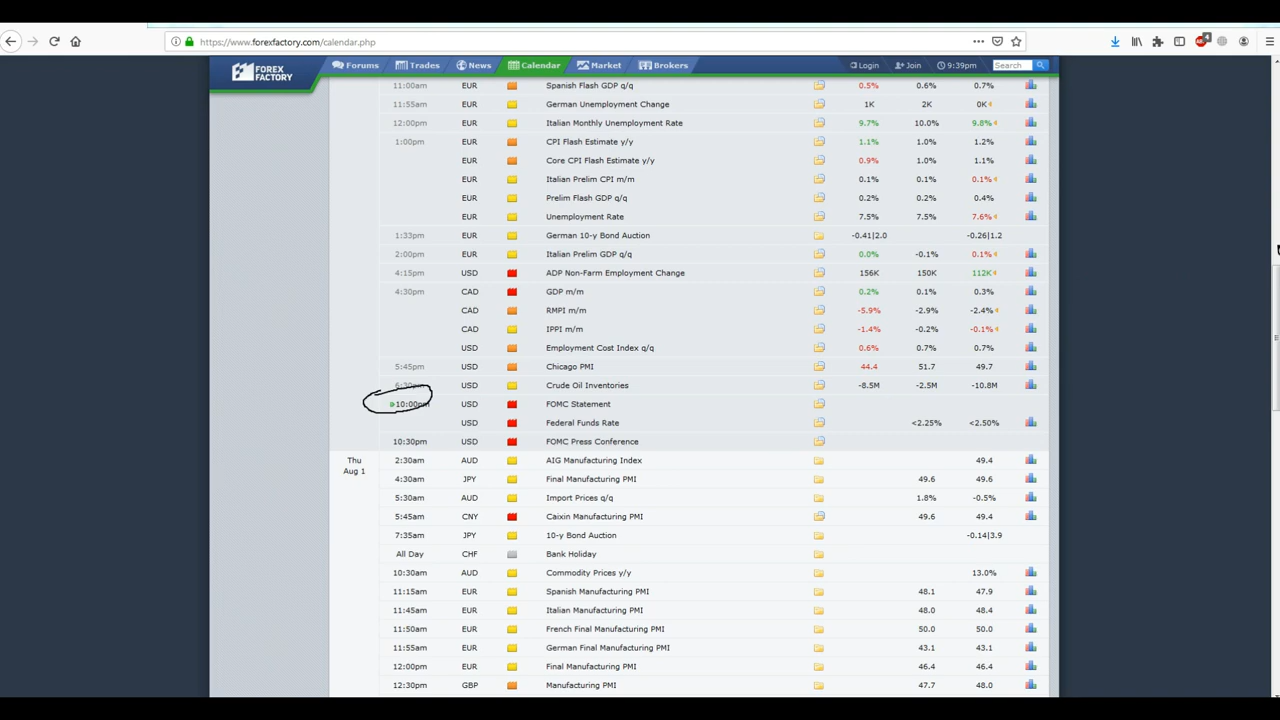 https://www.forexfactory.com/calendar.php
4
FOREX FACTORY Forums Trades News Calendar Market Brokers Login Join 9:39pm Search
11:00am EUR Spanish Flash GDP q/q 0.5% 0.6% 0.7%
11:55am EUR German Unemployment Change 1K 2K 0K
12:00pm EUR Italian Monthly Unemployment Rate 9.7% 10.0% 9.8%
1:00pm EUR CPI Flash Estimate y/y 1.1% 1.0% 1.2%
EUR Core CPI Flash Estimate y/y 0.9% 1.0% 1.1%
EUR Italian Prelim CPI m/m 0.1% 0.1% 0.1%
EUR Prelim Flash GDP q/q 0.2% 0.2% 0.4%
EUR Unemployment Rate 7.5% 7.5% 7.6%
1:33pm EUR German 10-y Bond Auction -0.41|2.0 -0.26|1.2
2:00pm EUR Italian Prelim GDP q/q 0.0% -0.1% 0.1%
4:15pm USD ADP Non-Farm Employment Change 156K 150K 112K
4:30pm CAD GDP m/m 0.2% 0.1% 0.3%
CAD RMPI m/m -5.9% -2.9% -2.4%
CAD IPPI m/m -1.4% -0.2% -0.1%
USD Employment Cost Index q/q 0.6% 0.7% 0.7%
5:45pm USD Chicago PMI 44.4 51.7 49.7
6:30pm USD Crude Oil Inventories -8.5M -2.5M -10.8M
10:00pm USD FOMC Statement
USD Federal Funds Rate <2.25% <2.50%
10:30pm USD FOMC Press Conference
Thu Aug 1 2:30am AUD AIG Manufacturing Index 49.4
4:30am JPY Final Manufacturing PMI 49.6 49.6
5:30am AUD Import Prices q/q 1.8% -0.5%
5:45am CNY Caixin Manufacturing PMI 49.6 49.4
7:35am JPY 10-y Bond Auction -0.14|3.9
All Day CHF Bank Holiday
10:30am AUD Commodity Prices y/y 13.0%
11:15am EUR Spanish Manufacturing PMI 48.1 47.9
11:45am EUR Italian Manufacturing PMI 48.0 48.4
11:50am EUR French Final Manufacturing PMI 50.0 50.0
11:55am EUR German Final Manufacturing PMI 43.1 43.1
12:00pm EUR Final Manufacturing PMI 46.4 46.4
12:30pm GBP Manufacturing PMI 47.7 48.0